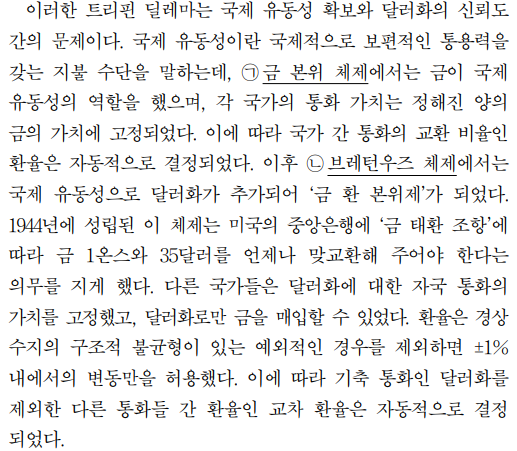 이러한 트리핀 딜레마는 국제 유동성 확보와 달러화의 신뢰도
간의 문제이다. 국제 유동성이란 국제적으로 보편적인 통용력을
갖는 지불 수단을 말하는데, ㉠금 본위 체제에서는 금이 국제
유동성의 역할을 했으며, 각 국가의 통화 가치는 정해진 양의
금의 가치에 고정되었다. 이에 따라 국가 간 통화의 교환 비율인
환율은 자동적으로 결정되었다. 이후 ㉡브레턴우즈 체제에서는
국제 유동성으로 달러화가 추가되어 ‘금 환 본위제’가 되었다.
1944년에 성립된 이 체제는 미국의 중앙은행에 ‘금 태환 조항’에
따라 금 1온스와 35달러를 언제나 맞교환해 주어야 한다는
의무를 지게 했다. 다른 국가들은 달러화에 대한 자국 통화의
가치를 고정했고, 달러화로만 금을 매입할 수 있었다. 환율은 경상
수지의 구조적 불균형이 있는 예외적인 경우를 제외하면 ±1%
내에서의 변동만을 허용했다. 이에 따라 기축 통화인 달러화를
제외한 다른 통화들 간 환율인 교차 환율은 자동적으로 결정
되었다.